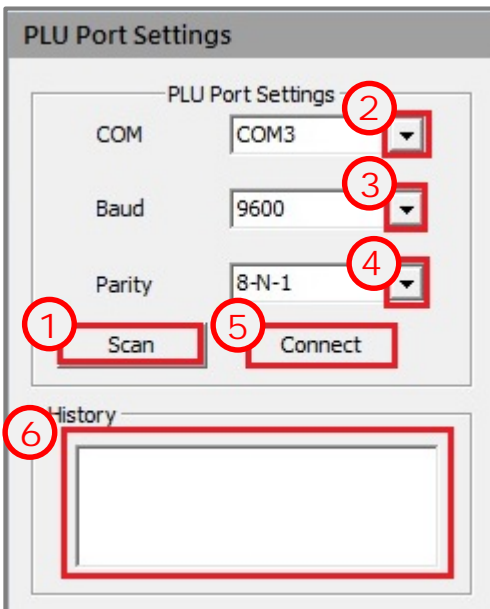 PLU Port Settings
PLU Port Settings
2
COM COM3
3
Baud 9600
4
Parity 8-N-1
1 Scan 5 Connect
History
6